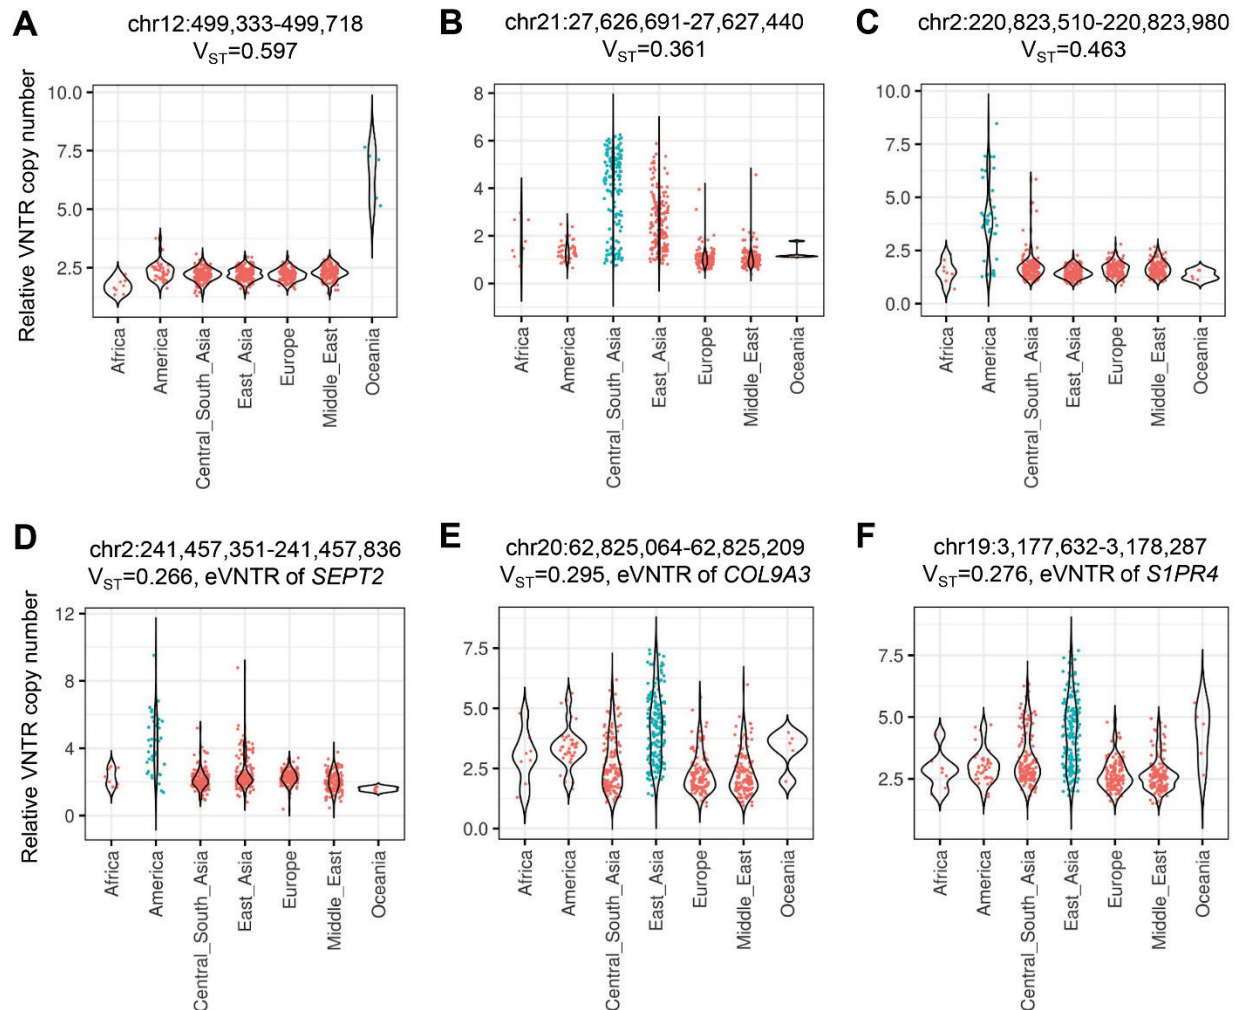 A
chr12:499,333-499,718
V_ST=0.597
Relative VNTR copy number
10.0
7.5
5.0
2.5
Africa
America
Central_South_Asia
East_Asia
Europe
Middle_East
Oceania
B
chr21:27,626,691-27,627,440
V_ST=0.361
8
6
4
2
0
Africa
America
Central_South_Asia
East_Asia
Europe
Middle_East
Oceania
C
chr2:220,823,510-220,823,980
V_ST=0.463
10.0
7.5
5.0
2.5
0.0
Africa
America
Central_South_Asia
East_Asia
Europe
Middle_East
Oceania
D
chr2:241,457,351-241,457,836
V_ST=0.266, eVNTR of SEPT2
Relative VNTR copy number
12
8
4
0
Africa
America
Central_South_Asia
East_Asia
Europe
Middle_East
Oceania
E
chr20:62,825,064-62,825,209
V_ST=0.295, eVNTR of COL9A3
7.5
5.0
2.5
0.0
Africa
America
Central_South_Asia
East_Asia
Europe
Middle_East
Oceania
F
chr19:3,177,632-3,178,287
V_ST=0.276, eVNTR of S1PR4
7.5
5.0
2.5
Africa
America
Central_South_Asia
East_Asia
Europe
Middle_East
Oceania